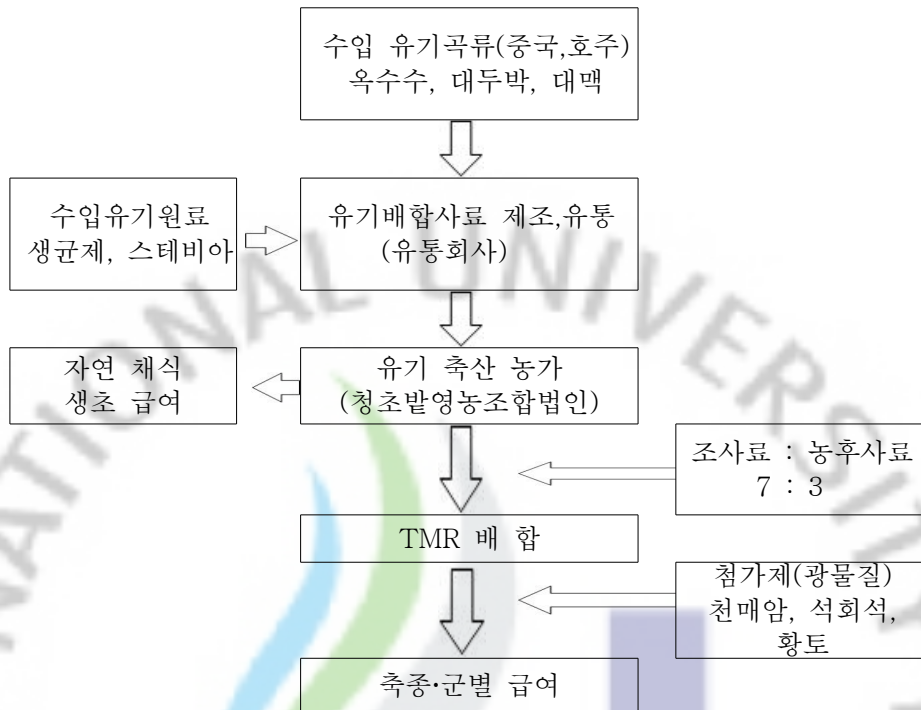 수입 유기곡류(중국,호주)
옥수수, 대두박, 대맥
수입유기원료
생균제, 스테비아
유기배합사료 제조,유통
(유통회사)
자연 채식
생초 급여
유기 축산 농가
(청초밭영농조합법인)
조사료 : 농후사료
7 : 3
TMR 배 합
첨가제(광물질)
천매암, 석회석,
황토
축종·군별 급여
NATIONAL UNIVERSITY